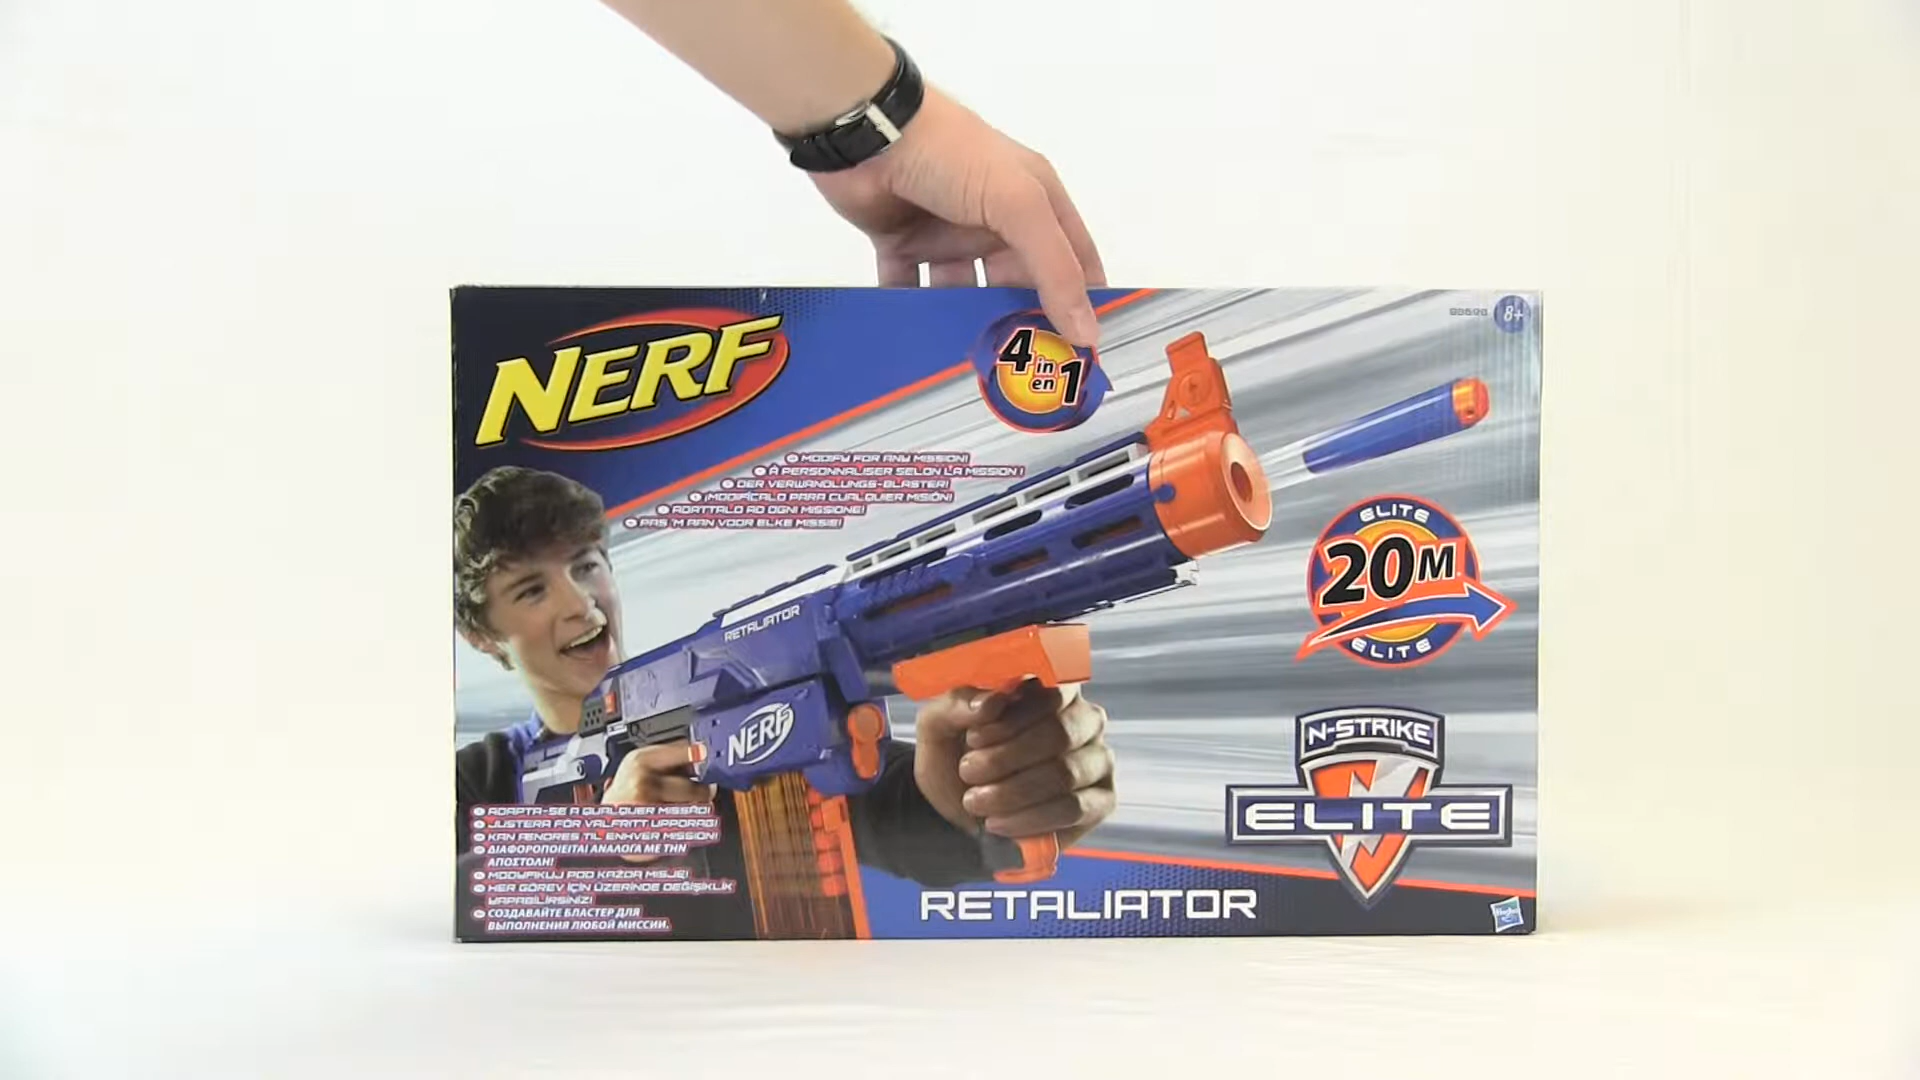 NERF
4 in en 1
8+
MODIFY FOR ANY MISSION!
À PERSONNALISER SELON LA MISSION !
DER VERWANDLUNGS-BLASTER!
¡MODIFÍCALO PARA CUALQUIER MISIÓN!
ADATTALO AD OGNI MISSIONE!
PAS 'M AAN VOOR ELKE MISSIE!
ELITE
20M
ELITE
RETALIATOR
NERF
N-STRIKE
ELITE
ADAPTA-SE A QUALQUER MISSÃO!
JUSTERA FÖR VALFRITT UPPDRAG!
KAN ÆNDRES TIL ENHVER MISSION!
ΔΙΑΦΟΡΟΠΟΙΕΙΤΑΙ ΑΝΑΛΟΓΑ ΜΕ ΤΗΝ
ΑΠΟΣΤΟΛΗ!
MODYFIKUJ POD KAŻDĄ MISJĘ!
HER GÖREV İÇİN ÜZERİNDE DEĞİŞİKLİK
YAPABİLİRSİNİZ!
СОЗДАВАЙТЕ БЛАСТЕР ДЛЯ
ВЫПОЛНЕНИЯ ЛЮБОЙ МИССИИ.
RETALIATOR
Hasbro